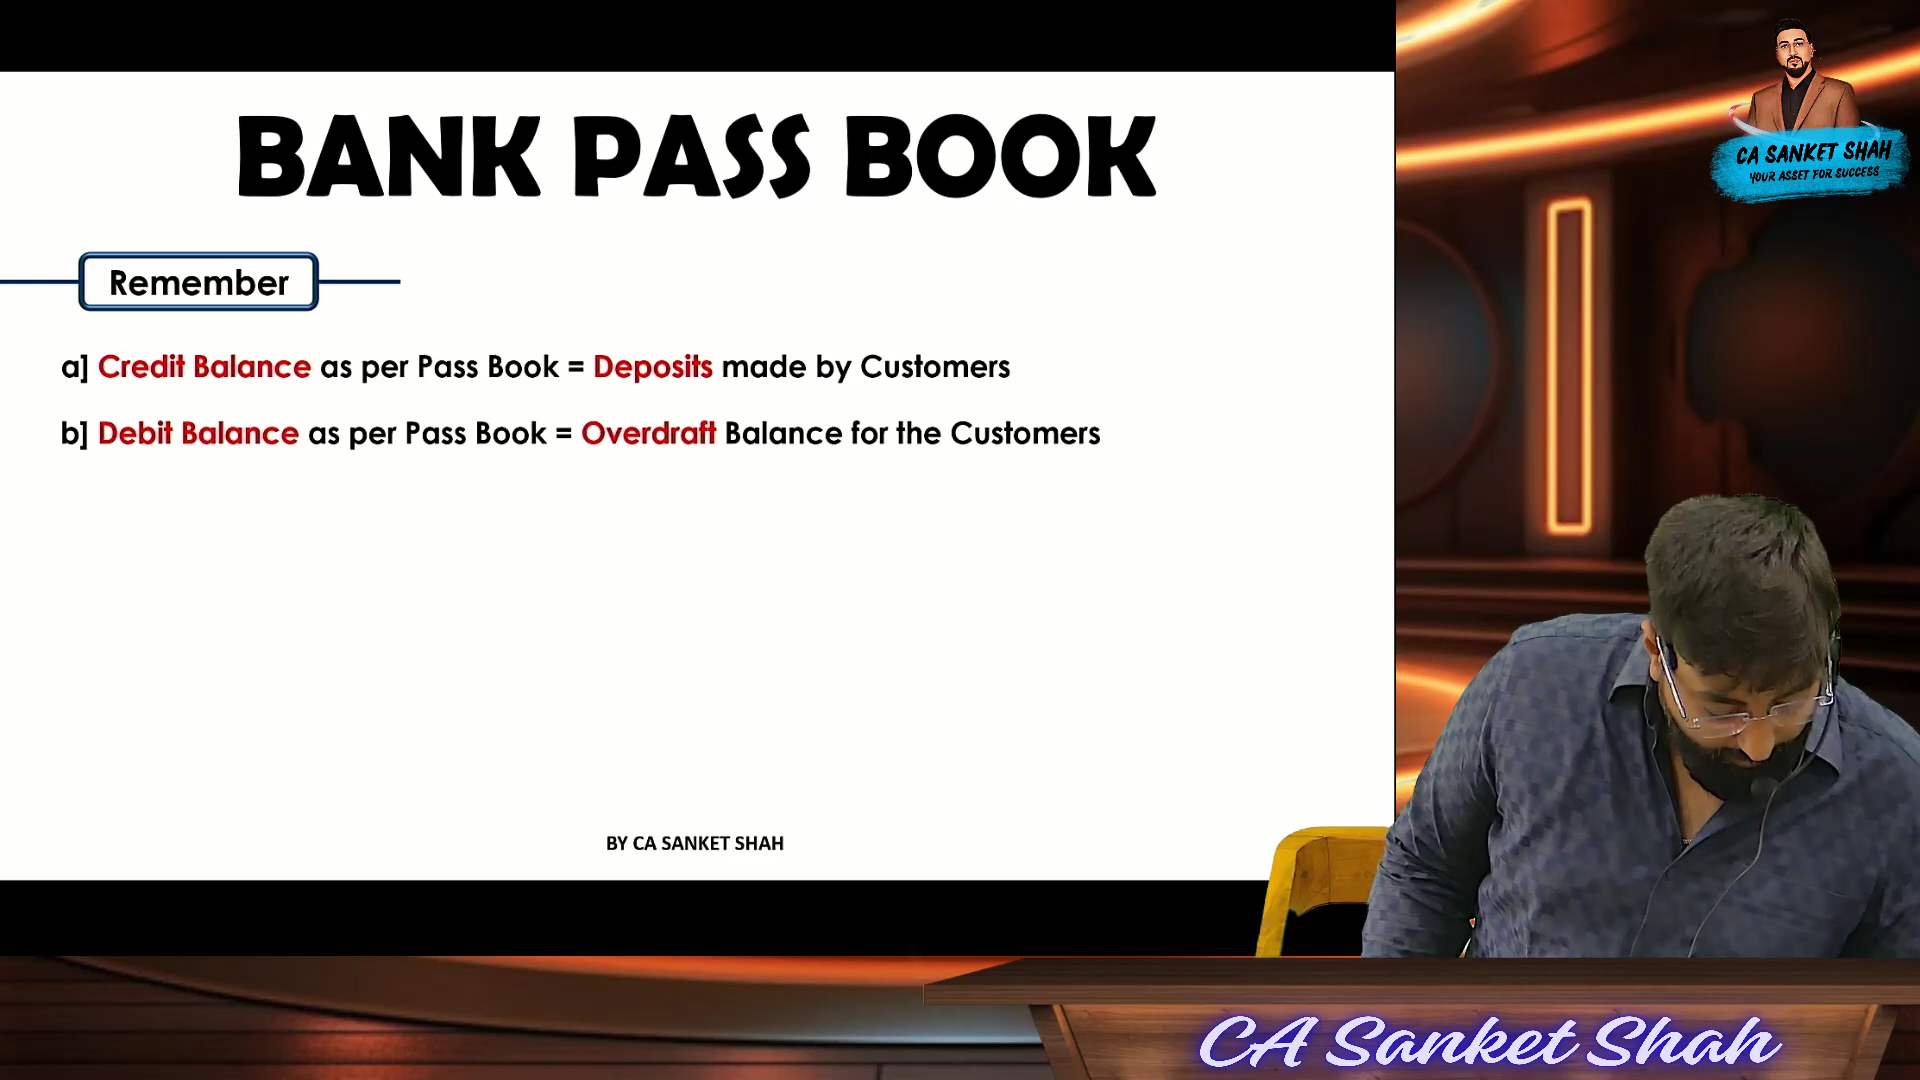 BANK PASS BOOK
Remember
a] Credit Balance as per Pass Book = Deposits made by Customers
b] Debit Balance as per Pass Book = Overdraft Balance for the Customers
BY CA SANKET SHAH
CA SANKET SHAH
YOUR ASSET FOR SUCCESS
CA Sanket Shah